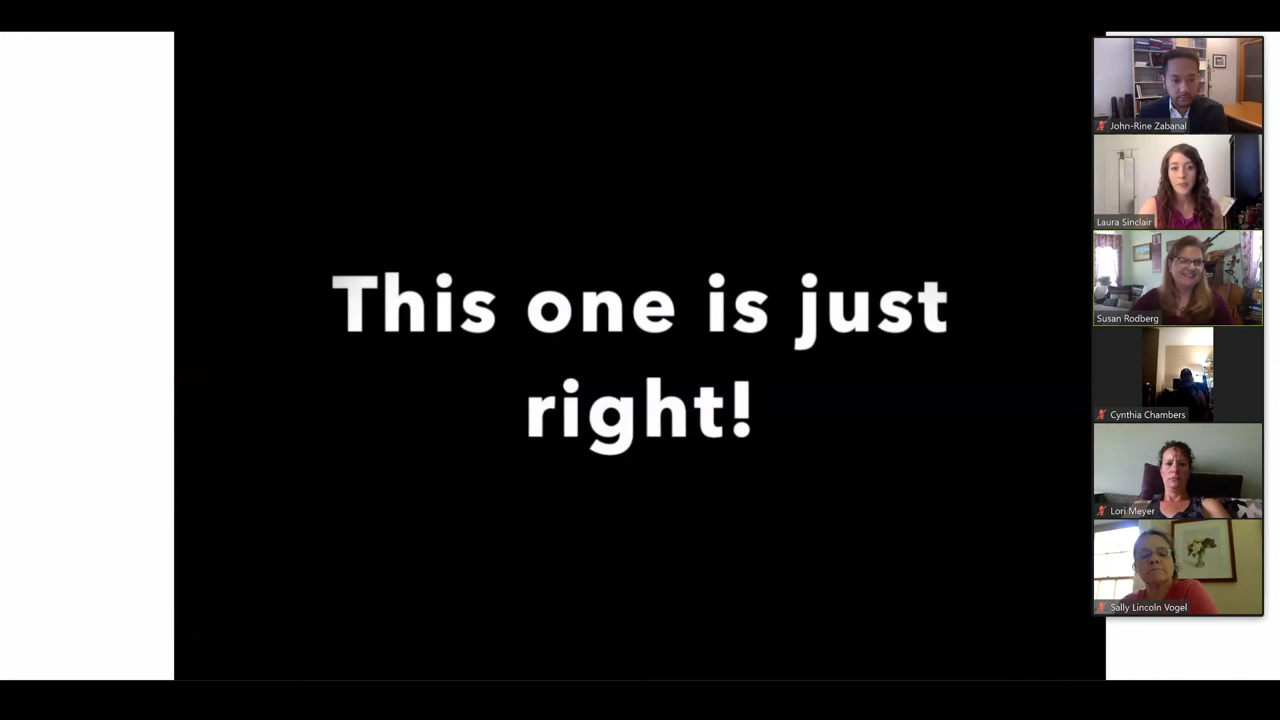 This one is just
right!
John-Rine Zabanal
Laura Sinclair
Susan Rodberg
Cynthia Chambers
Lori Meyer
Sally Lincoln Vogel